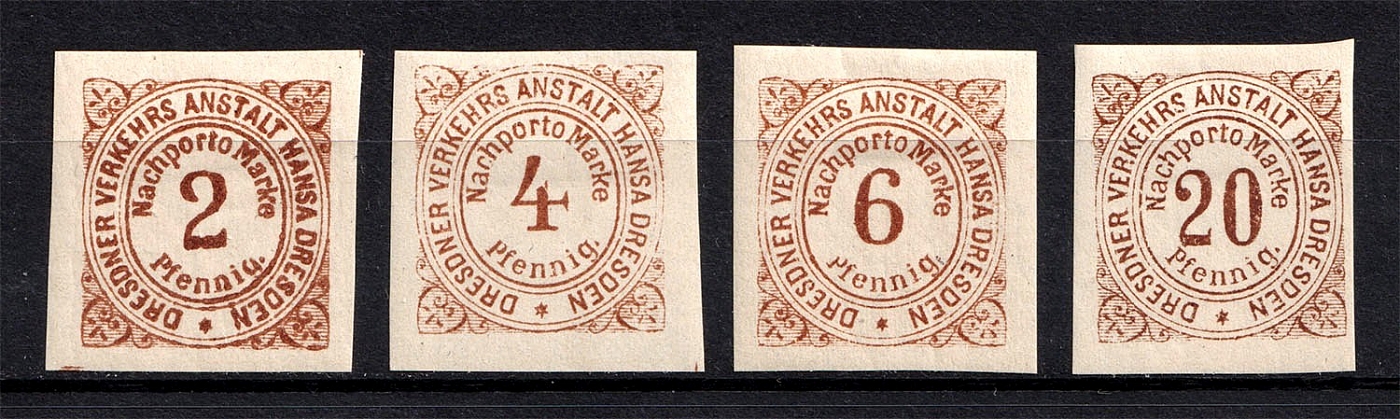 DRESDNER VERKEHRS ANSTALT HANSA DRESDEN *
Nachporto Marke
2
Pfennig.
DRESDNER VERKEHRS ANSTALT HANSA DRESDEN *
Nachporto Marke
4
Pfennig.
DRESDNER VERKEHRS ANSTALT HANSA DRESDEN *
Nachporto Marke
6
Pfennig.
DRESDNER VERKEHRS ANSTALT HANSA DRESDEN *
Nachporto Marke
20
Pfennig.